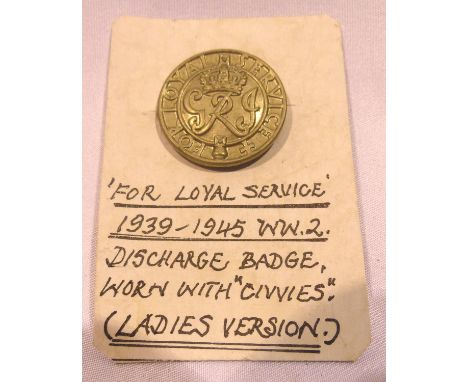 FOR LOYAL SERVICE
GRI
'FOR LOYAL SERVICE'
1939-1945 WW.2.
DISCHARGE BADGE,
WORN WITH "CIVVIES".
(LADIES VERSION.)